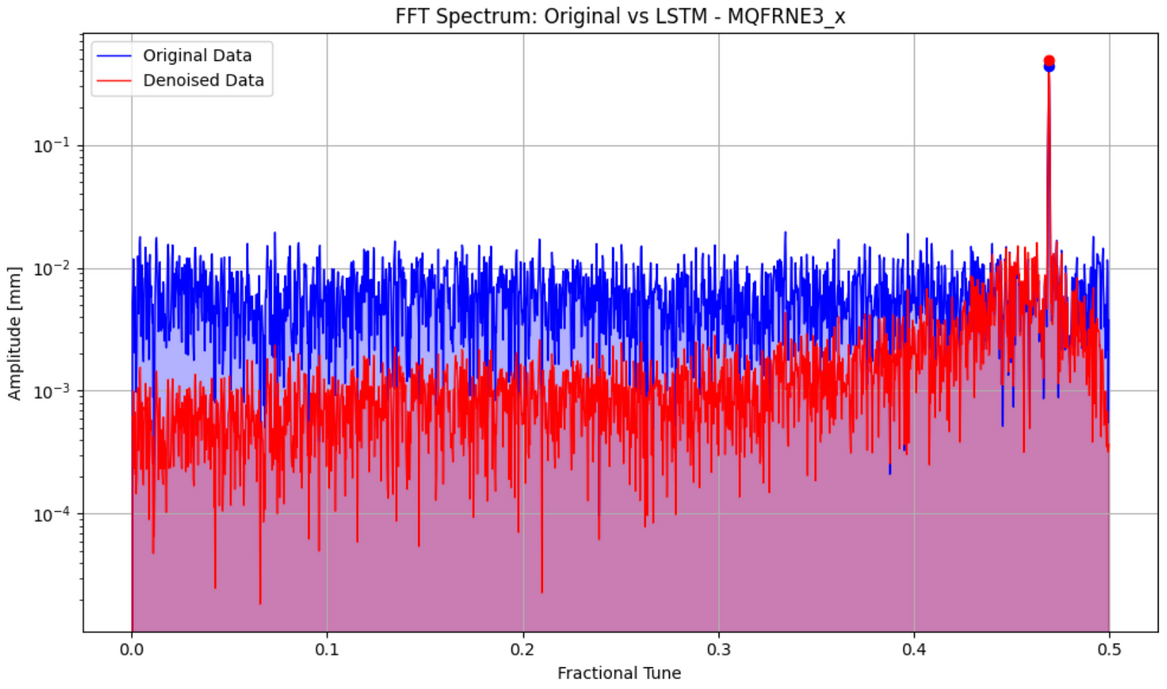 FFT Spectrum: Original vs LSTM - MQFRNE3_x
Original Data
Denoised Data
Amplitude [mm]
10⁻¹
10⁻²
10⁻³
10⁻⁴
0.0 0.1 0.2 0.3 0.4 0.5
Fractional Tune